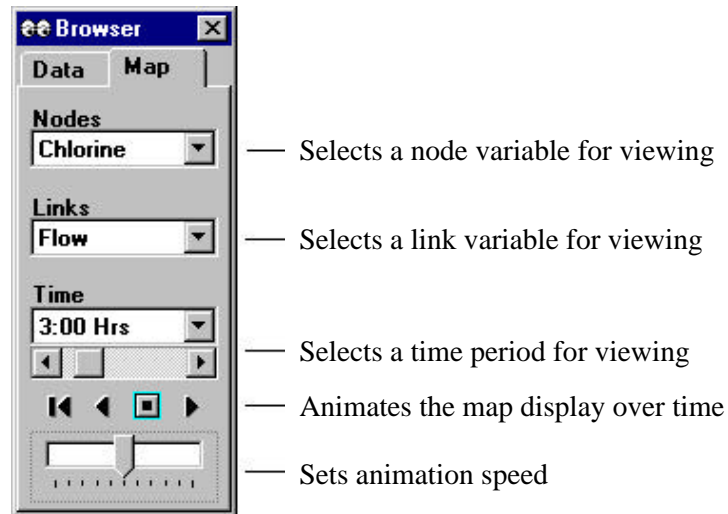 Browser
Data Map
Nodes
Chlorine
Selects a node variable for viewing
Links
Flow
Selects a link variable for viewing
Time
3:00 Hrs
Selects a time period for viewing
Animates the map display over time
Sets animation speed